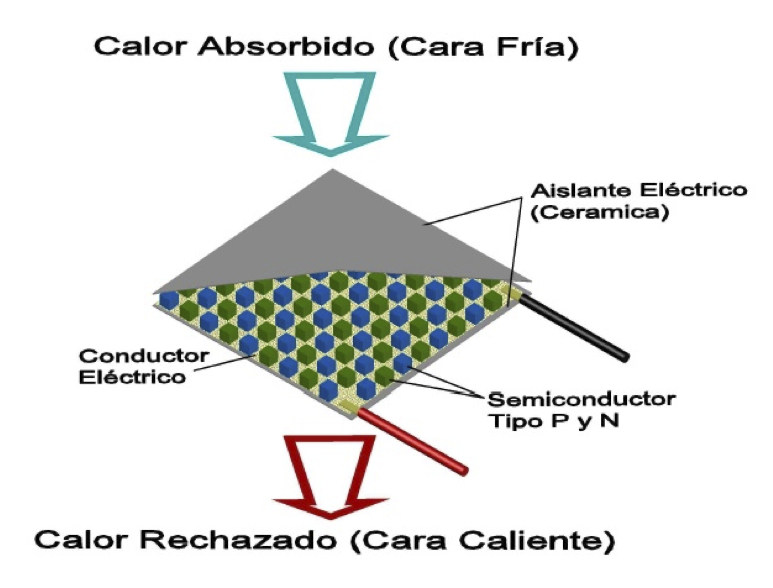 Calor Absorbido (Cara Fría)
Aislante Eléctrico
(Ceramica)
Conductor
Eléctrico
Semiconductor
Tipo P y N
Calor Rechazado (Cara Caliente)